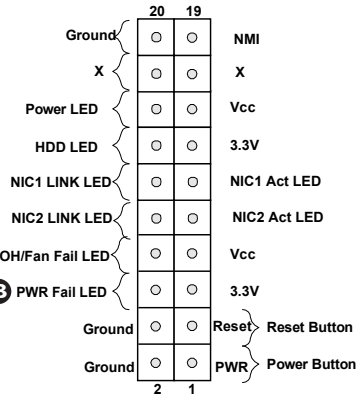 20 19
Ground NMI
X X
Power LED Vcc
HDD LED 3.3V
NIC1 LINK LED NIC1 Act LED
NIC2 LINK LED NIC2 Act LED
OH/Fan Fail LED Vcc
3 PWR Fail LED 3.3V
Ground Reset Reset Button
Ground PWR Power Button
2 1